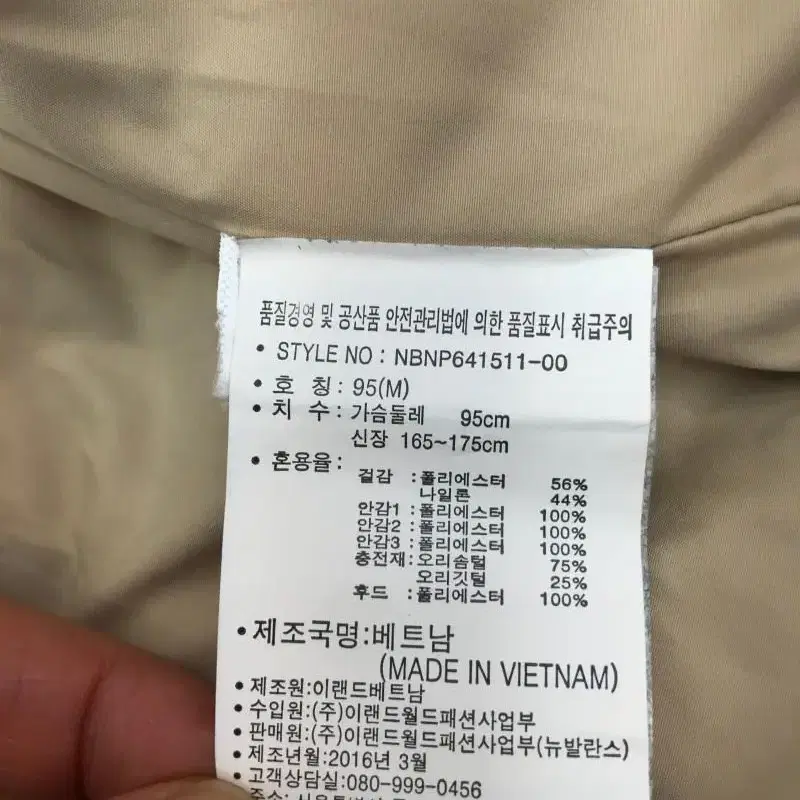 품질경영 및 공산품 안전관리법에 의한 품질표시 취급주의
• STYLE NO : NBNP641511-00
• 호 칭 : 95(M)
• 치 수 : 가슴둘레 95cm
신장 165~175cm
• 혼용율 :
겉감 : 폴리에스터 56%
나일론 44%
안감1 : 폴리에스터 100%
안감2 : 폴리에스터 100%
안감3 : 폴리에스터 100%
충전재 : 오리솜털 75%
오리깃털 25%
후드 : 폴리에스터 100%
• 제조국명:베트남
(MADE IN VIETNAM)
• 제조원:이랜드베트남
• 수입원:(주)이랜드월드패션사업부
• 판매원:(주)이랜드월드패션사업부(뉴발란스)
• 제조년월:2016년 3월
• 고객상담실:080-999-0456